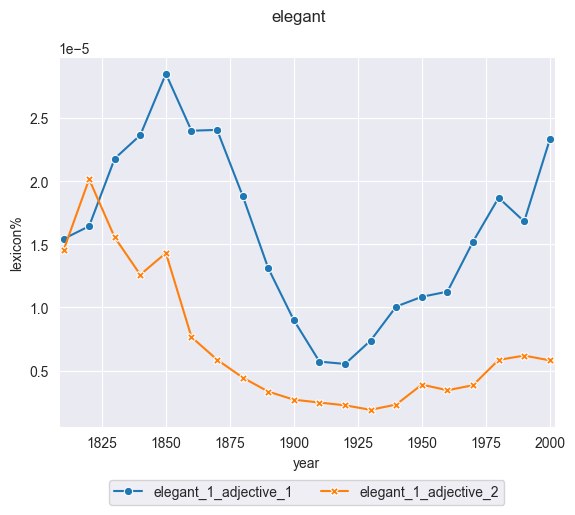 elegant
1e−5
2.5
2.0
1.5
1.0
0.5
lexicon%
1825 1850 1875 1900 1925 1950 1975 2000
year
elegant_1_adjective_1 elegant_1_adjective_2